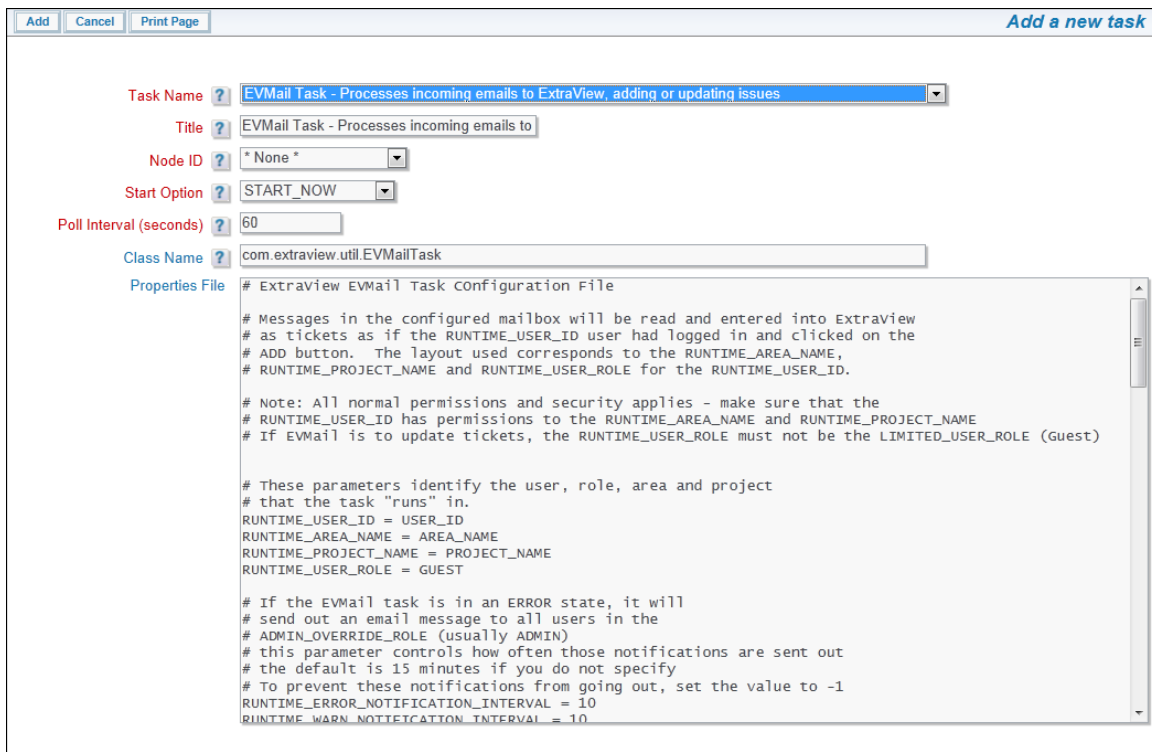 Add Cancel Print Page Add a new task
Task Name ? EVMail Task - Processes incoming emails to ExtraView, adding or updating issues
Title ? EVMail Task - Processes incoming emails to
Node ID ? * None *
Start Option ? START_NOW
Poll Interval (seconds) ? 60
Class Name ? com.extraview.util.EVMailTask
Properties File # ExtraView EVMail Task COnfiguration File
# Messages in the configured mailbox will be read and entered into ExtraView
# as tickets as if the RUNTIME_USER_ID user had logged in and clicked on the
# ADD button.  The layout used corresponds to the RUNTIME_AREA_NAME,
# RUNTIME_PROJECT_NAME and RUNTIME_USER_ROLE for the RUNTIME_USER_ID.
# Note: All normal permissions and security applies - make sure that the
# RUNTIME_USER_ID has permissions to the RUNTIME_AREA_NAME and RUNTIME_PROJECT_NAME
# If EVMail is to update tickets, the RUNTIME_USER_ROLE must not be the LIMITED_USER_ROLE (Guest)
# These parameters identify the user, role, area and project
# that the task "runs" in.
RUNTIME_USER_ID = USER_ID
RUNTIME_AREA_NAME = AREA_NAME
RUNTIME_PROJECT_NAME = PROJECT_NAME
RUNTIME_USER_ROLE = GUEST
# If the EVMail task is in an ERROR state, it will
# send out an email message to all users in the
# ADMIN_OVERRIDE_ROLE (usually ADMIN)
# this parameter controls how often those notifications are sent out
# the default is 15 minutes if you do not specify
# To prevent these notifications from going out, set the value to -1
RUNTIME_ERROR_NOTIFICATION_INTERVAL = 10
RUNTIME_WARN_NOTIFICATION_INTERVAL = 10